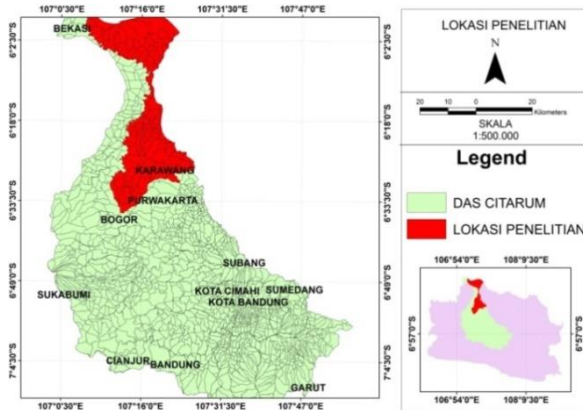 107°0'30"E 107°16'0"E 107°31'30"E 107°47'0"E
BEKASI
6°2'30"S 6°2'30"S
6°18'0"S 6°18'0"S
KARAWANG
6°33'30"S PURWAKARTA 6°33'30"S
BOGOR
SUBANG
6°49'0"S SUKABUMI KOTA CIMAHI SUMEDANG 6°49'0"S
KOTA BANDUNG
7°4'30"S CIANJUR BANDUNG 7°4'30"S
GARUT
107°0'30"E 107°16'0"E 107°31'30"E 107°47'0"E
LOKASI PENELITIAN
N
20 10 0 20
Kilometers
SKALA
1:500.000
Legend
DAS CITARUM
LOKASI PENELITIAN
106°54'0"E 108°9'30"E
6°57'0"S 6°57'0"S
106°54'0"E 108°9'30"E